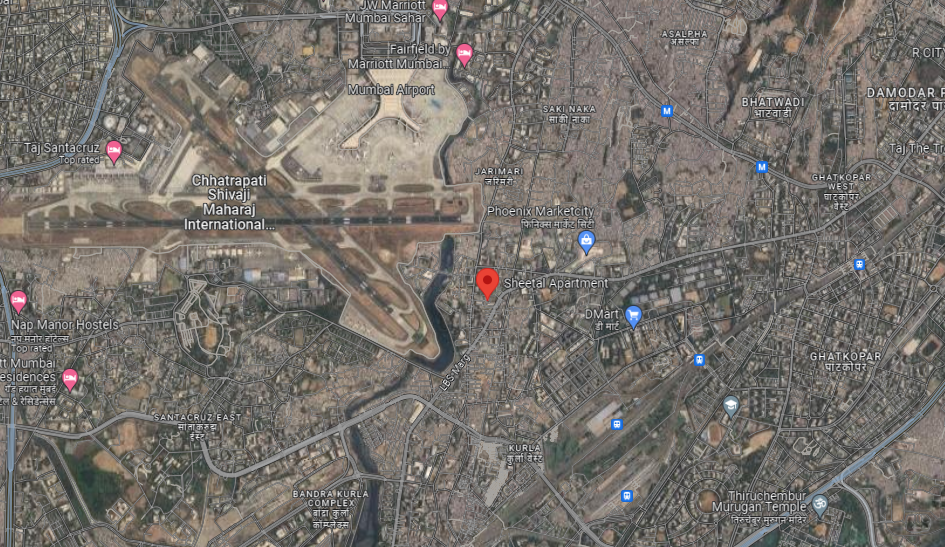 JW Marriott
Mumbai Sahar
Fairfield by
Marriott Mumbai...
Mumbai Airport
ASALPHA
असल्फा
R CITY
BHATWADI
भाटवाडी
DAMODAR P
दामोदर पा
SAKI NAKA
साकी नाका
M
M
Taj Santacruz
Top rated
Taj The Tr
JARIMARI
जरिमरी
Chhatrapati
Shivaji
Maharaj
International...
GHATKOPAR
WEST
घाटकोपर
वेस्ट
Phoenix Marketcity
फिनिक्स मार्केट सिटी
Sheetal Apartment
DMart
डी मार्ट
Nap Manor Hostels
नॅप मनोर हॉटेल्स
Top rated
tt Mumbai
esidences
GHATKOPAR
घाटकोपर
LBS Marg
SANTACRUZ EAST
सांताक्रुझ
ईस्ट
KURLA
कुर्ला वेस्ट
BANDRA KURLA
COMPLEX
बांद्रा कुर्ला
कॉम्प्लेक्स
Thiruchembur
Murugan Temple
तिरुचेंबुर मुरुगन मंदिर